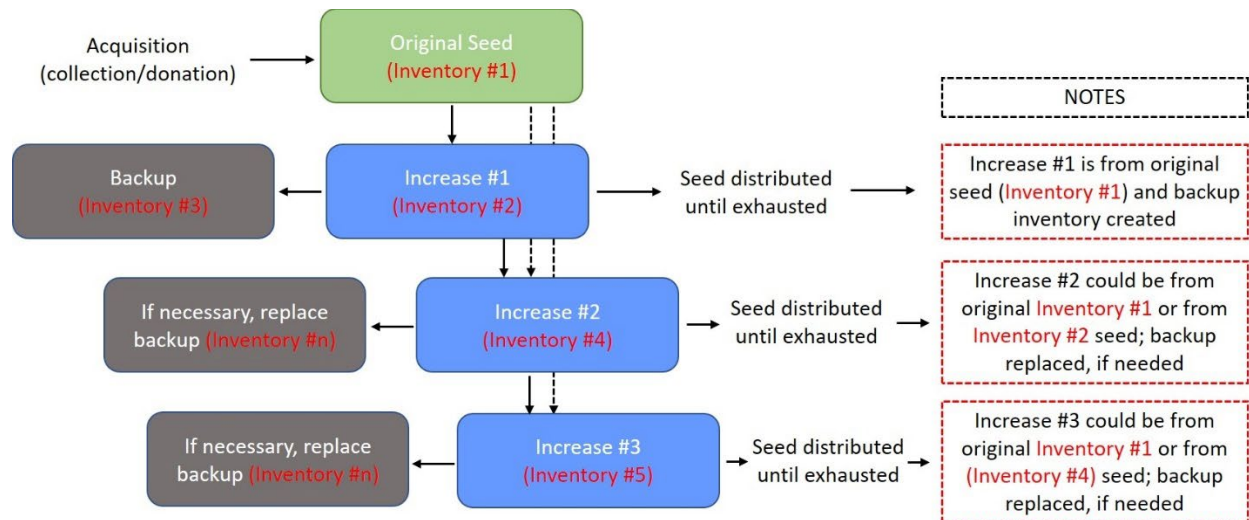 Acquisition
(collection/donation)
Original Seed
(Inventory #1)
NOTES
Backup
(Inventory #3)
Increase #1
(Inventory #2)
Seed distributed
until exhausted
Increase #1 is from original
seed (Inventory #1) and backup
inventory created
If necessary, replace
backup (Inventory #n)
Increase #2
(Inventory #4)
Seed distributed
until exhausted
Increase #2 could be from
original Inventory #1 or from
Inventory #2 seed; backup
replaced, if needed
If necessary, replace
backup (Inventory #n)
Increase #3
(Inventory #5)
Seed distributed
until exhausted
Increase #3 could be from
original Inventory #1 or from
(Inventory #4) seed; backup
replaced, if needed